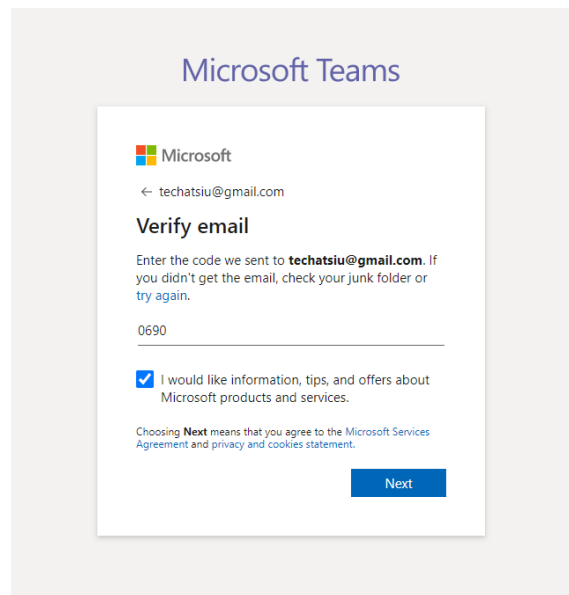 Microsoft Teams
Microsoft
← techatsiu@gmail.com
Verify email
Enter the code we sent to techatsiu@gmail.com. If
you didn't get the email, check your junk folder or
try again.
0690
I would like information, tips, and offers about
Microsoft products and services.
Choosing Next means that you agree to the Microsoft Services
Agreement and privacy and cookies statement.
Next